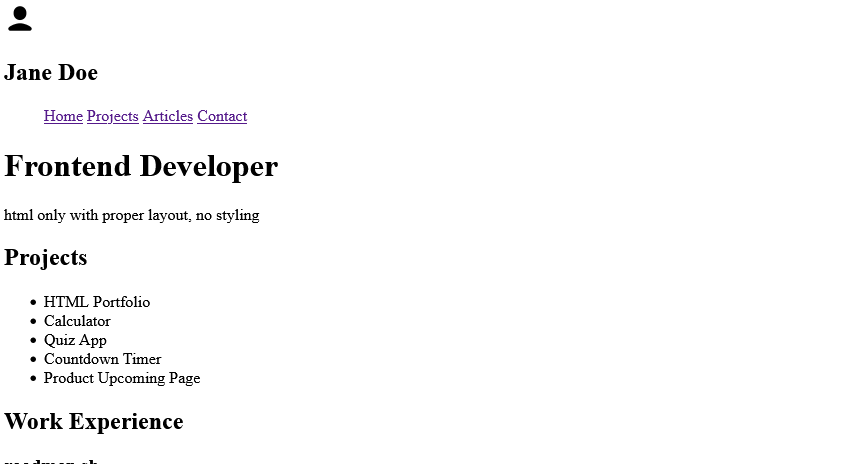 Jane Doe
Home Projects Articles Contact
Frontend Developer
html only with proper layout, no styling
Projects
HTML Portfolio
Calculator
Quiz App
Countdown Timer
Product Upcoming Page
Work Experience